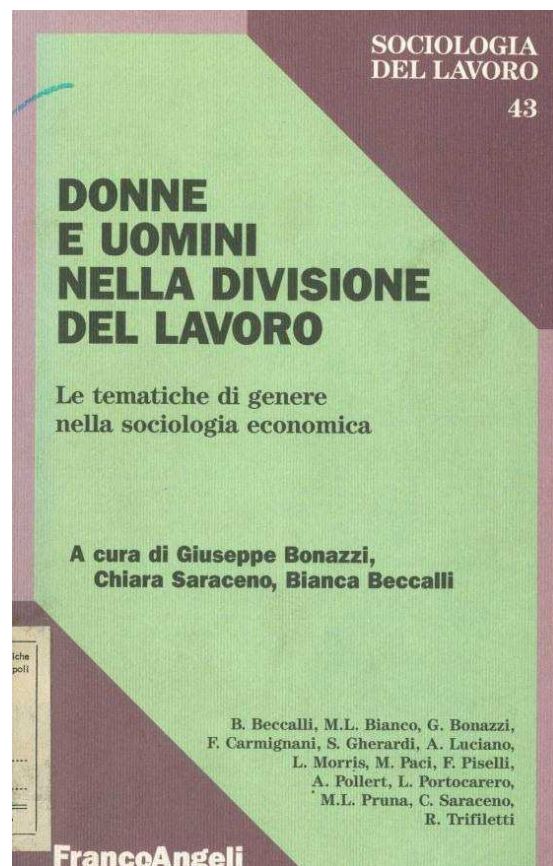 SOCIOLOGIA
DEL LAVORO
43
DONNE
E UOMINI
NELLA DIVISIONE
DEL LAVORO
Le tematiche di genere
nella sociologia economica
A cura di Giuseppe Bonazzi,
Chiara Saraceno, Bianca Beccalli
iche
poli
B. Beccalli, M.L. Bianco, G. Bonazzi,
F. Carmignani, S. Gherardi, A. Luciano,
L. Morris, M. Paci, F. Piselli,
A. Pollert, L. Portocarero,
M.L. Pruna, C. Saraceno,
R. Trifiletti
FrancoAngeli